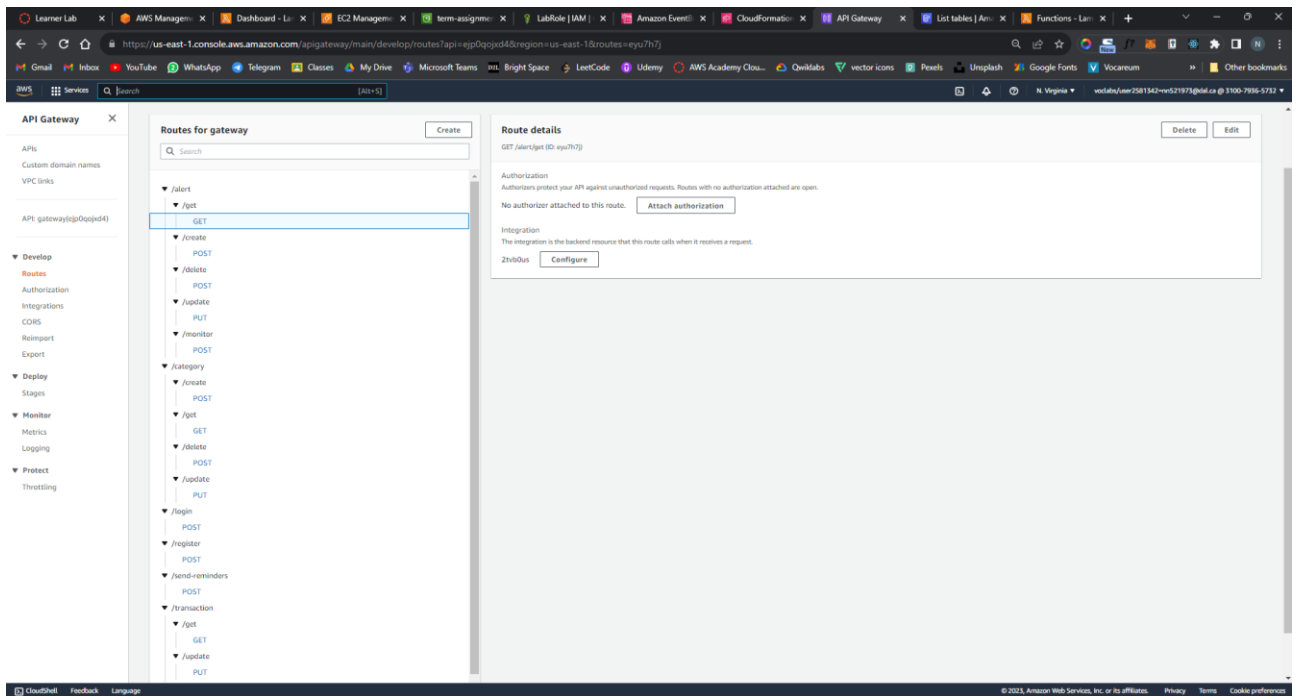 Learner Lab
AWS Manageme
Dashboard - La
EC2 Manageme
term-assignme
LabRole | IAM |
Amazon EventB
CloudFormation
API Gateway
List tables | Ama
Functions - Lam
https://us-east-1.console.aws.amazon.com/apigateway/main/develop/routes?api=ejp0qojxd4&region=us-east-1&routes=eyu7h7j
Gmail Inbox YouTube WhatsApp Telegram Classes My Drive Microsoft Teams Bright Space LeetCode Udemy AWS Academy Clou... Qwiklabs vector icons Pexels Unsplash Google Fonts Vocareum » Other bookmarks
aws Services Search [Alt+S] N. Virginia voclabs/user2581342=nn521973@dal.ca @ 3100-7936-5732
API Gateway
APIs
Custom domain names
VPC links
API: gateway(ejp0qojxd4)
Develop
Routes
Authorization
Integrations
CORS
Reimport
Export
Deploy
Stages
Monitor
Metrics
Logging
Protect
Throttling
Routes for gateway
Create
Search
/alert
/get
GET
/create
POST
/delete
POST
/update
PUT
/monitor
POST
/category
/create
POST
/get
GET
/delete
POST
/update
PUT
/login
POST
/register
POST
/send-reminders
POST
/transaction
/get
GET
/update
PUT
Route details
Delete Edit
GET /alert/get (ID: eyu7h7j)
Authorization
Authorizers protect your API against unauthorized requests. Routes with no authorization attached are open.
No authorizer attached to this route. Attach authorization
Integration
The integration is the backend resource that this route calls when it receives a request.
2tvb0us Configure
CloudShell Feedback Language © 2023, Amazon Web Services, Inc. or its affiliates. Privacy Terms Cookie preferences